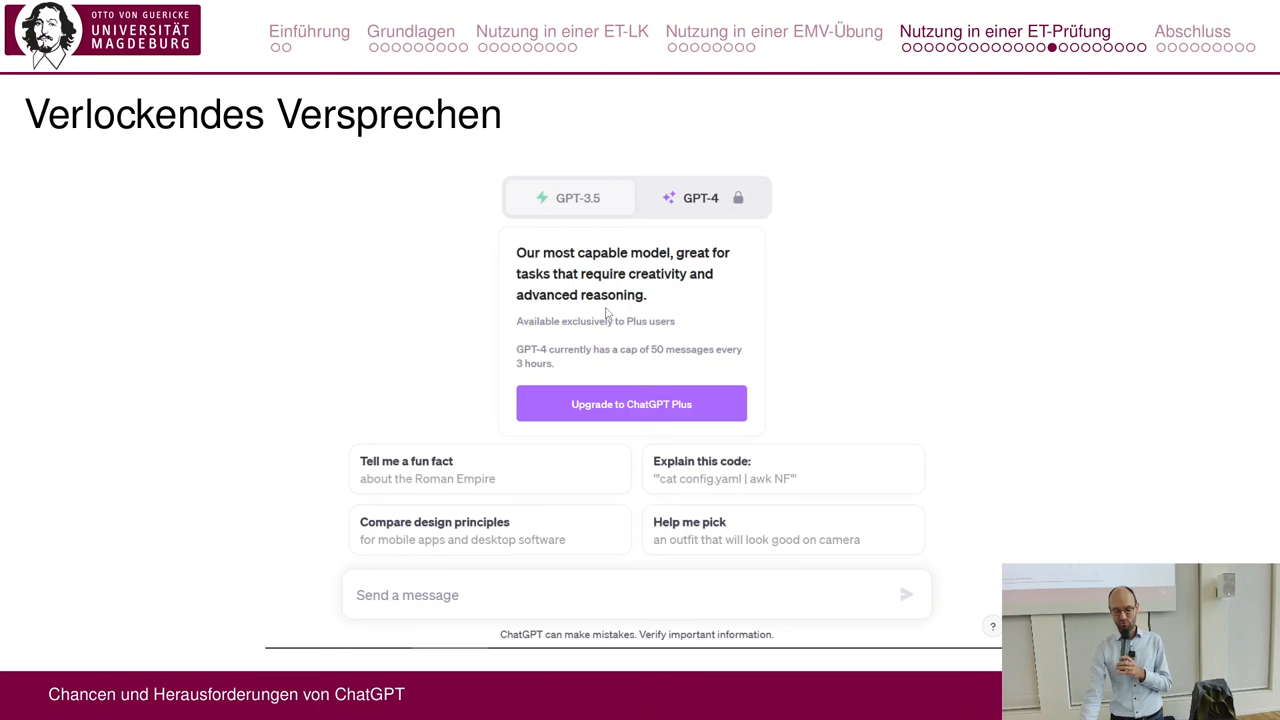 OTTO VON GUERICKE
UNIVERSITÄT
MAGDEBURG
Einführung
Grundlagen
Nutzung in einer ET-LK
Nutzung in einer EMV-Übung
Nutzung in einer ET-Prüfung
Abschluss
Verlockendes Versprechen
GPT-3.5
GPT-4
Our most capable model, great for
tasks that require creativity and
advanced reasoning.
Available exclusively to Plus users
GPT-4 currently has a cap of 50 messages every
3 hours.
Upgrade to ChatGPT Plus
Tell me a fun fact
about the Roman Empire
Explain this code:
"'cat config.yaml | awk NF'"
Compare design principles
for mobile apps and desktop software
Help me pick
an outfit that will look good on camera
Send a message
ChatGPT can make mistakes. Verify important information.
?
Chancen und Herausforderungen von ChatGPT